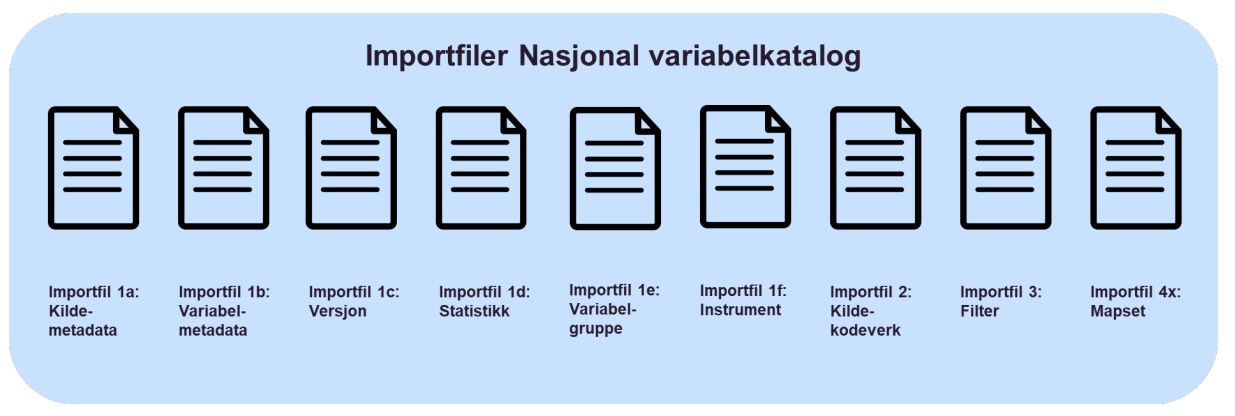 Importfiler Nasjonal variabelkatalog
Importfil 1a:
Kilde-
metadata
Importfil 1b:
Variabel-
metadata
Importfil 1c:
Versjon
Importfil 1d:
Statistikk
Importfil 1e:
Variabel-
gruppe
Importfil 1f:
Instrument
Importfil 2:
Kilde-
kodeverk
Importfil 3:
Filter
Importfil 4x:
Mapset